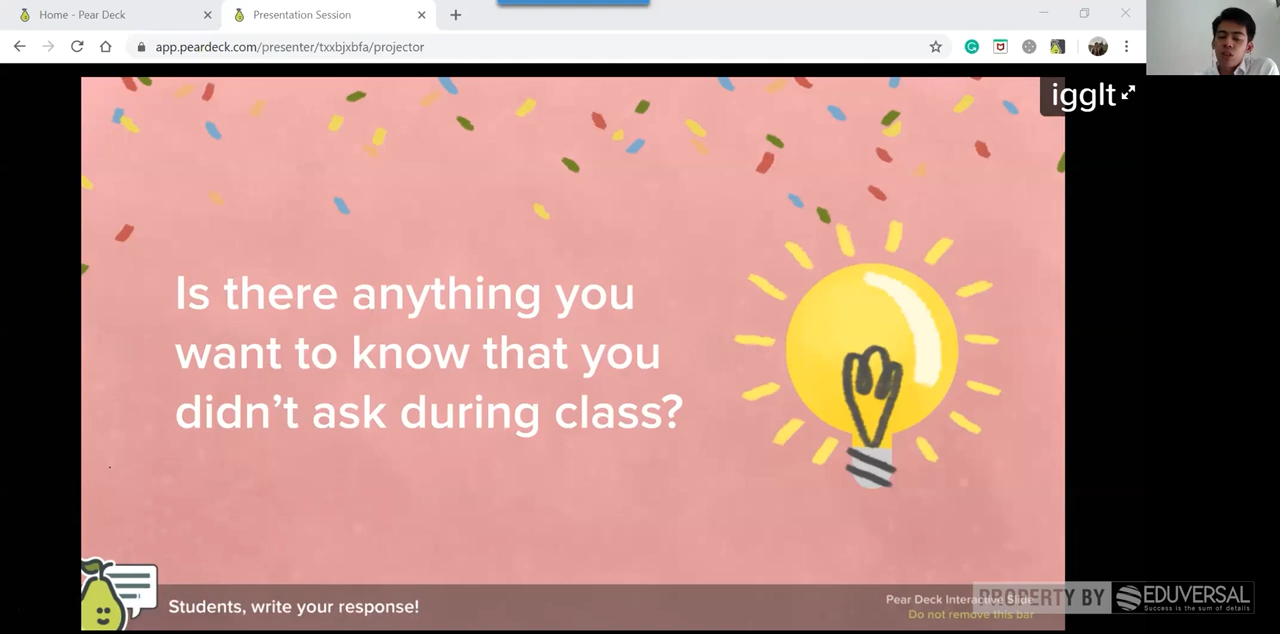 Home - Pear Deck
Presentation Session
app.peardeck.com/presenter/txxbjxbfa/projector
igglt
Is there anything you
want to know that you
didn't ask during class?
Students, write your response!
Pear Deck Interactive Slide
Do not remove this bar
PROPERTY BY
EDUVERSAL
Success is the sum of details